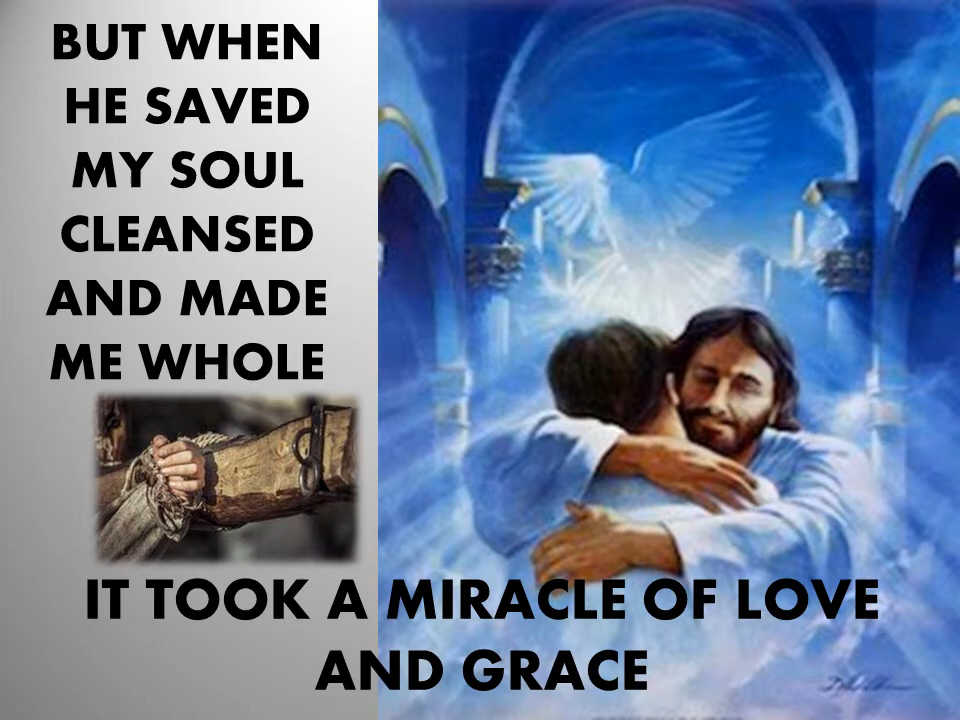 BUT WHEN
HE SAVED
MY SOUL
CLEANSED
AND MADE
ME WHOLE
IT TOOK A MIRACLE OF LOVE
AND GRACE